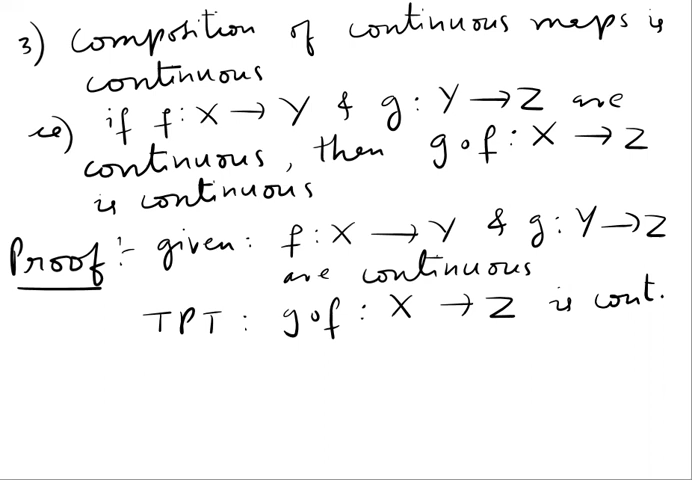 3) Composition of continuous maps is
continuous
ie) if f: X → Y & g: Y → Z are
continuous, then g∘f: X → Z
is continuous
Proof:- given: f: X → Y & g: Y → Z
are continuous
TPT: g∘f: X → Z is cont.